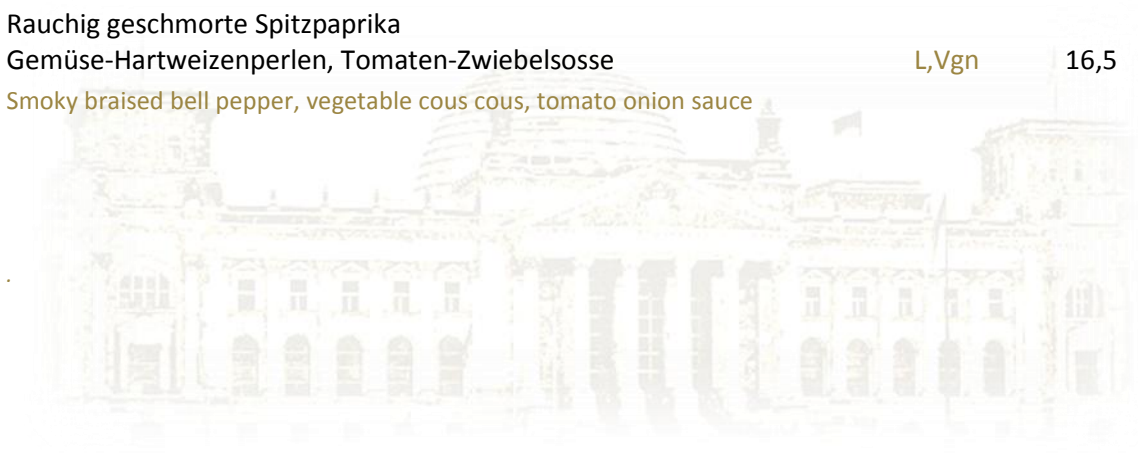 Rauchig geschmorte Spitzpaprika
Gemüse-Hartweizenperlen, Tomaten-Zwiebelsosse L,Vgn 16,5
Smoky braised bell pepper, vegetable cous cous, tomato onion sauce
.